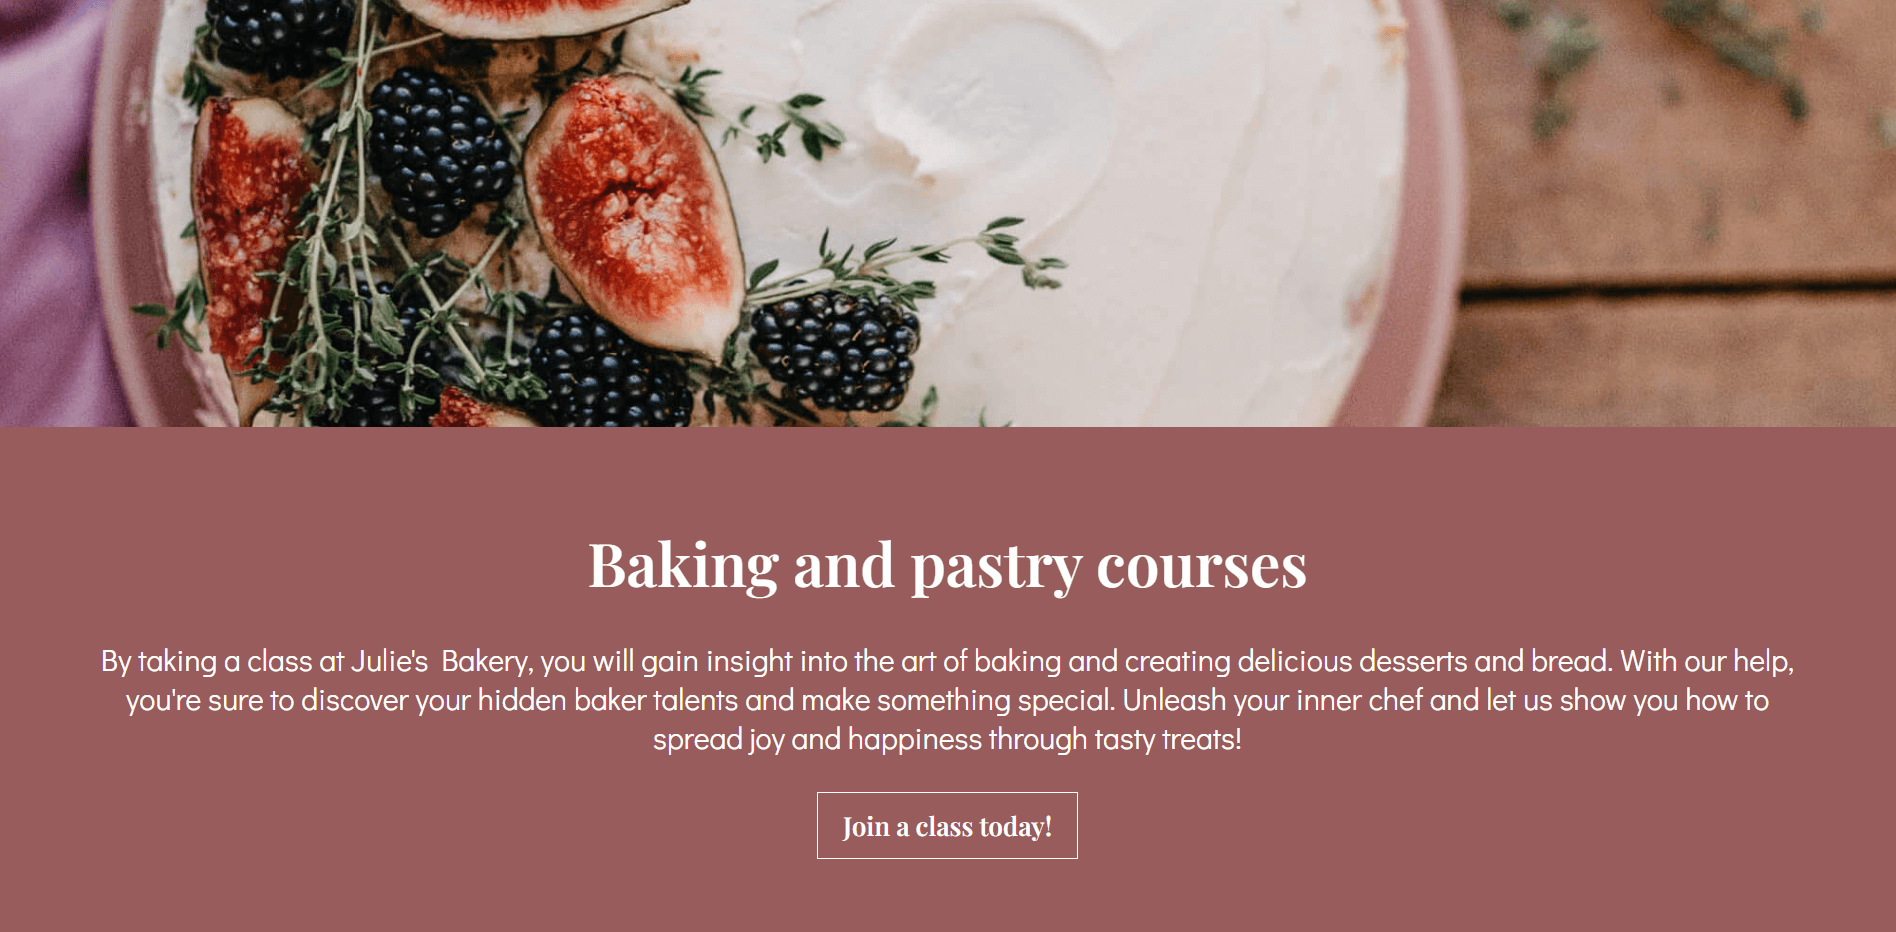 Baking and pastry courses
By taking a class at Julie's  Bakery, you will gain insight into the art of baking and creating delicious desserts and bread. With our help,
you're sure to discover your hidden baker talents and make something special. Unleash your inner chef and let us show you how to
spread joy and happiness through tasty treats!
Join a class today!